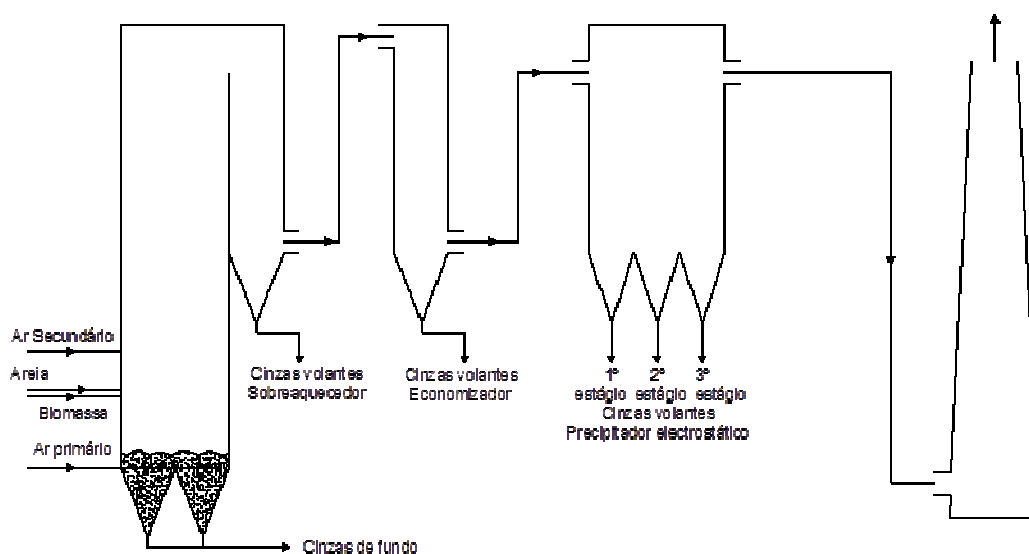 Ar Secundário
Areia
Biomassa
Ar primário
Cinzas volantes
Sobreaquecador
Cinzas volantes
Economizador
1º 2º 3º
estágio estágio estágio
Cinzas volantes
Precipitador electrostático
Cinzas de fundo